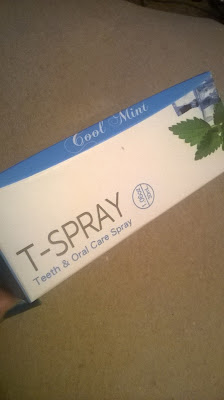 Cool Mint
T-SPRAY
Teeth & Oral Care Spray